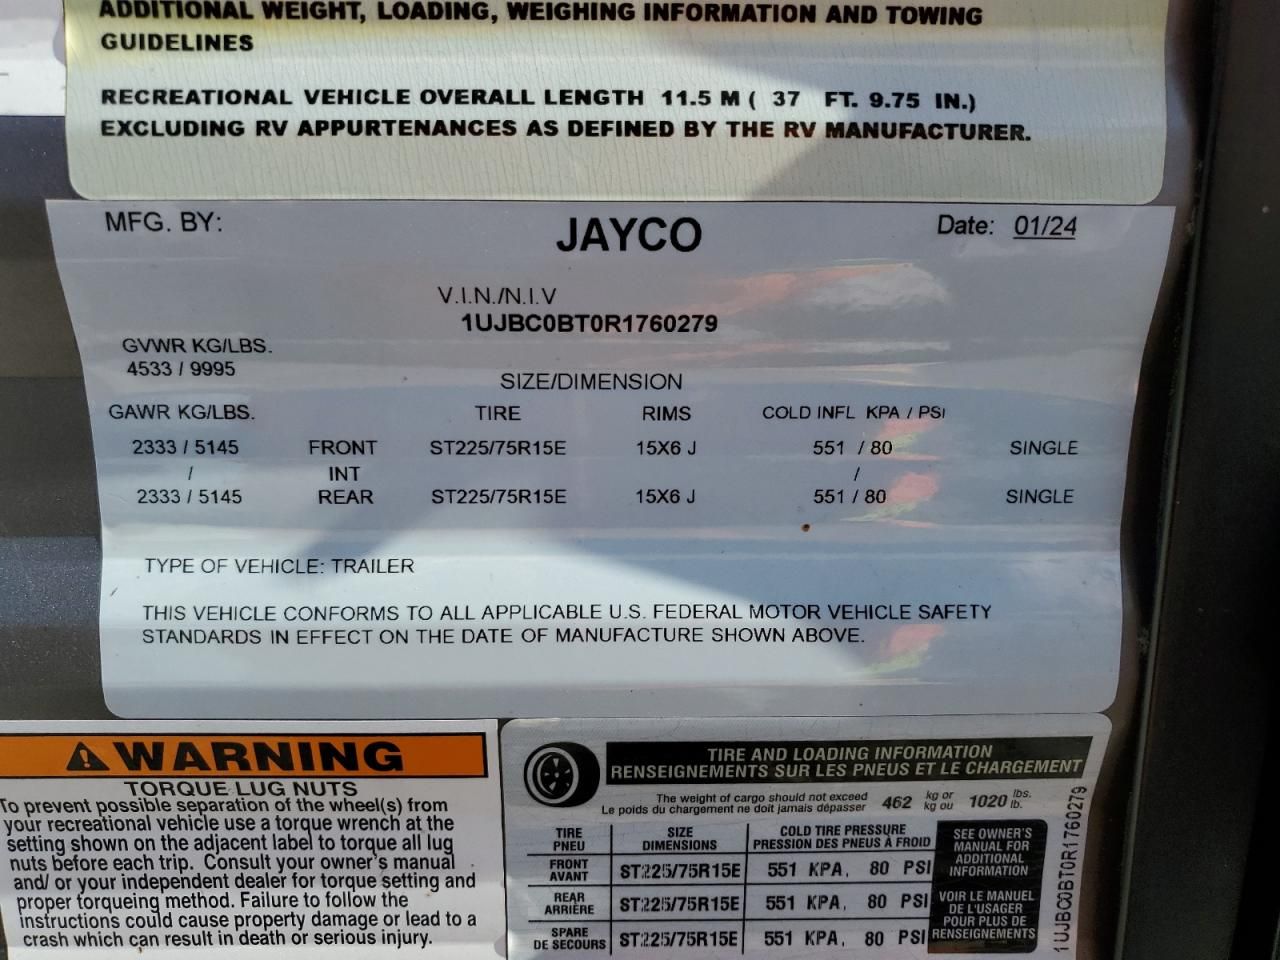 ADDITIONAL WEIGHT, LOADING, WEIGHING INFORMATION AND TOWING
GUIDELINES
RECREATIONAL VEHICLE OVERALL LENGTH 11.5 M ( 37 FT. 9.75 IN.)
EXCLUDING RV APPURTENANCES AS DEFINED BY THE RV MANUFACTURER.
MFG. BY: JAYCO Date: 01/24
V.I.N./N.I.V
1UJBC0BT0R1760279
GVWR KG/LBS.
4533 / 9995
SIZE/DIMENSION
GAWR KG/LBS. TIRE RIMS COLD INFL KPA / PSI
2333 / 5145 FRONT ST225/75R15E 15X6 J 551 / 80 SINGLE
/ INT /
2333 / 5145 REAR ST225/75R15E 15X6 J 551 / 80 SINGLE
TYPE OF VEHICLE: TRAILER
THIS VEHICLE CONFORMS TO ALL APPLICABLE U.S. FEDERAL MOTOR VEHICLE SAFETY
STANDARDS IN EFFECT ON THE DATE OF MANUFACTURE SHOWN ABOVE.
WARNING
TORQUE LUG NUTS
To prevent possible separation of the wheel(s) from
your recreational vehicle use a torque wrench at the
setting shown on the adjacent label to torque all lug
nuts before each trip. Consult your owner's manual
and/ or your independent dealer for torque setting and
proper torqueing method. Failure to follow the
instructions could cause property damage or lead to a
crash which can result in death or serious injury.
TIRE AND LOADING INFORMATION
RENSEIGNEMENTS SUR LES PNEUS ET LE CHARGEMENT
The weight of cargo should not exceed 462 kg or 1020 lbs.
Le poids du chargement ne doit jamais dépasser kg ou lb.
TIRE SIZE COLD TIRE PRESSURE
PNEU DIMENSIONS PRESSION DES PNEUS À FROID
FRONT
AVANT ST225/75R15E 551 KPA, 80 PSI
REAR
ARRIÈRE ST225/75R15E 551 KPA, 80 PSI
SPARE
DE SECOURS ST225/75R15E 551 KPA, 80 PSI
SEE OWNER'S
MANUAL FOR
ADDITIONAL
INFORMATION
VOIR LE MANUEL
DE L'USAGER
POUR PLUS DE
RENSEIGNEMENTS
1UJBC0BT0R1760279